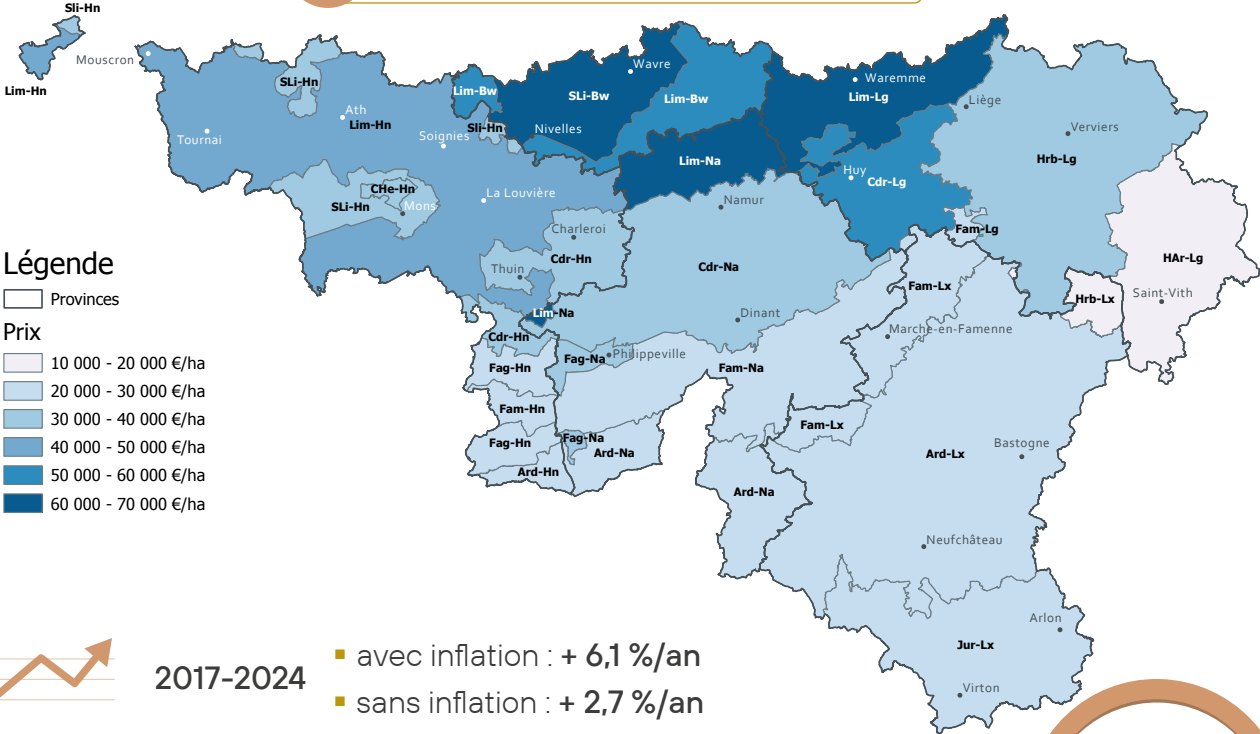 Sli-Hn
Mouscron
Lim-Hn
SLi-Hn
Ath
Lim-Hn
Tournai
Soignies
Lim-Bw
Sli-Hn
SLi-Bw
Wavre
Lim-Bw
Nivelles
Waremme
Lim-Lg
Liège
Verviers
Hrb-Lg
Lim-Na
Huy
Cdr-Lg
CHe-Hn
SLi-Hn
Mons
La Louvière
Namur
Charleroi
Cdr-Hn
Fam-Lg
Thuin
Cdr-Na
HAr-Lg
Fam-Lx
Hrb-Lx
Saint-Vith
Lim-Na
Dinant
Marche-en-Famenne
Cdr-Hn
Fag-Na
Philippeville
Fag-Hn
Fam-Na
Fam-Hn
Fam-Lx
Fag-Hn
Fag-Na
Ard-Na
Bastogne
Ard-Lx
Ard-Hn
Ard-Na
Neufchâteau
Arlon
Jur-Lx
Virton
Légende
Provinces
Prix
10 000 - 20 000 €/ha
20 000 - 30 000 €/ha
30 000 - 40 000 €/ha
40 000 - 50 000 €/ha
50 000 - 60 000 €/ha
60 000 - 70 000 €/ha
2017-2024
▪ avec inflation : + 6,1 %/an
▪ sans inflation : + 2,7 %/an